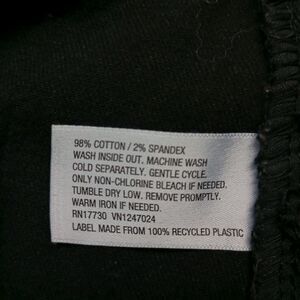 98% COTTON / 2% SPANDEX
WASH INSIDE OUT. MACHINE WASH
COLD SEPARATELY. GENTLE CYCLE.
ONLY NON-CHLORINE BLEACH IF NEEDED.
TUMBLE DRY LOW. REMOVE PROMPTLY.
WARM IRON IF NEEDED.
RN17730 VN1247024
LABEL MADE FROM 100% RECYCLED PLASTIC